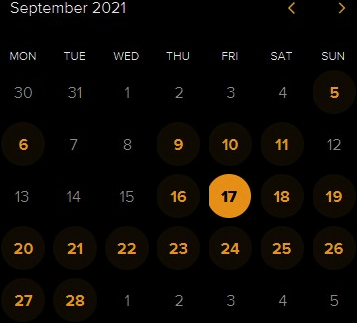 September 2021
MON TUE WED THU FRI SAT SUN
30 31 1 2 3 4 5
6 7 8 9 10 11 12
13 14 15 16 17 18 19
20 21 22 23 24 25 26
27 28 1 2 3 4 5